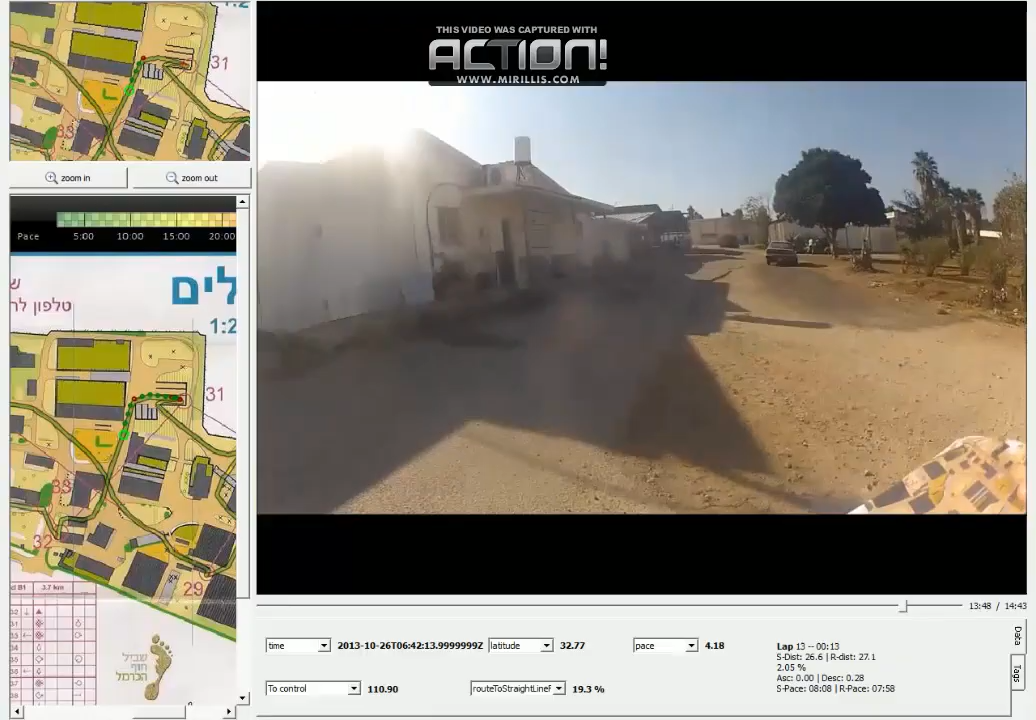 THIS VIDEO WAS CAPTURED WITH
ACTION!
WWW.MIRILLIS.COM
31
33
zoom in
zoom out
Pace 5:00 10:00 15:00 20:00
לים
טלפון לר
1:2
31
33
32
29
3.7 km
שביל
חוף
הכרמל
13:48 / 14:43
Data
Tags
time 2013-10-26T06:42:13.9999999Z latitude 32.77 pace 4.18
To control 110.90 routeToStraightLineF 19.3 %
Lap 13 -- 00:13
S-Dist: 26.6 | R-dist: 27.1
2.05 %
Asc: 0.00 | Desc: 0.28
S-Pace: 08:08 | R-Pace: 07:58